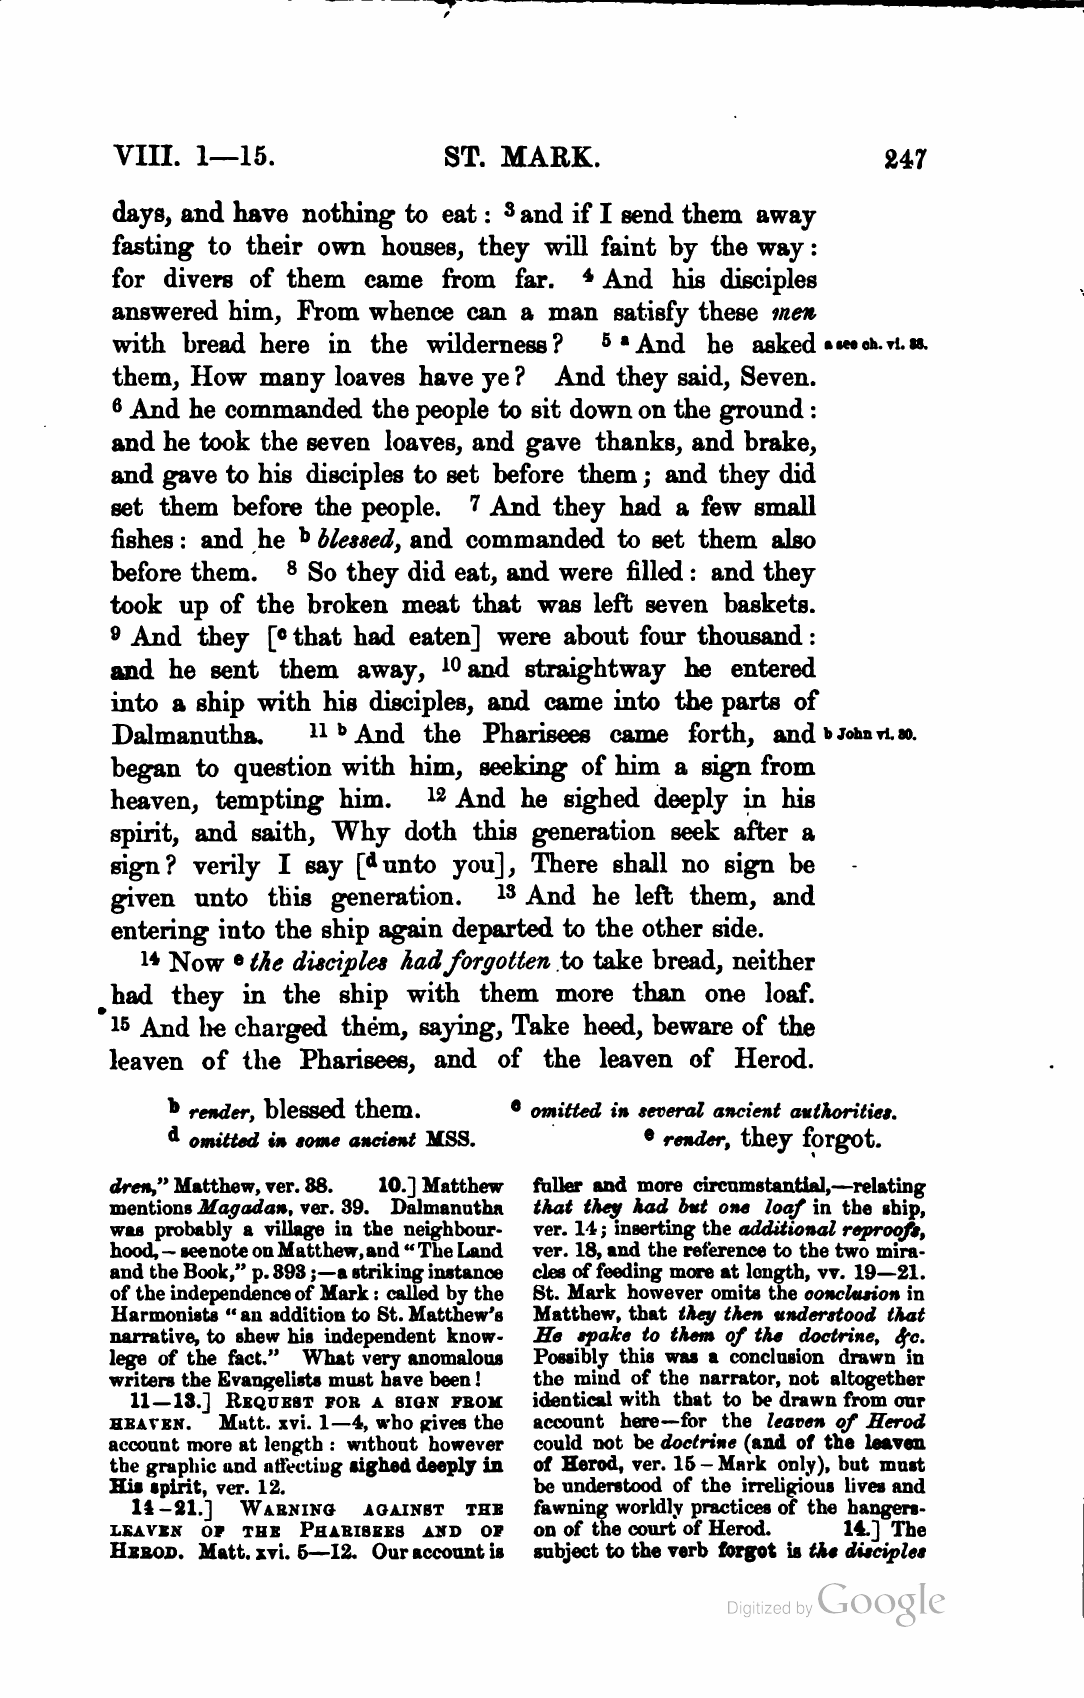 VIII. 1—15. ST. MARK. 247
days, and have nothing to eat : ³ and if I send them away
fasting to their own houses, they will faint by the way :
for divers of them came from far. ⁴ And his disciples
answered him, From whence can a man satisfy these men
with bread here in the wilderness ? ⁵ ᵃ And he asked a see ch. vi. 38.
them, How many loaves have ye ? And they said, Seven.
⁶ And he commanded the people to sit down on the ground :
and he took the seven loaves, and gave thanks, and brake,
and gave to his disciples to set before them ; and they did
set them before the people. ⁷ And they had a few small
fishes : and he ᵇ blessed, and commanded to set them also
before them. ⁸ So they did eat, and were filled : and they
took up of the broken meat that was left seven baskets.
⁹ And they [ᶜ that had eaten] were about four thousand :
and he sent them away, ¹⁰ and straightway he entered
into a ship with his disciples, and came into the parts of
Dalmanutha. ¹¹ ᵇ And the Pharisees came forth, and b John vi. 30.
began to question with him, seeking of him a sign from
heaven, tempting him. ¹² And he sighed deeply in his
spirit, and saith, Why doth this generation seek after a
sign ? verily I say [ᵈ unto you], There shall no sign be
given unto this generation. ¹³ And he left them, and
entering into the ship again departed to the other side.
¹⁴ Now ᵉ the disciples had forgotten to take bread, neither
had they in the ship with them more than one loaf.
¹⁵ And he charged them, saying, Take heed, beware of the
leaven of the Pharisees, and of the leaven of Herod.
ᵇ render, blessed them. ᶜ omitted in several ancient authorities.
ᵈ omitted in some ancient MSS. ᵉ render, they forgot.
dren,” Matthew, ver. 38. 10.] Matthew
mentions Magadan, ver. 39. Dalmanutha
was probably a village in the neighbour-
hood,—see note on Matthew, and “The Land
and the Book,” p. 393 ;—a striking instance
of the independence of Mark : called by the
Harmonists “an addition to St. Matthew’s
narrative, to shew his independent know-
lege of the fact.” What very anomalous
writers the Evangelists must have been !
11—13.] REQUEST FOR A SIGN FROM
HEAVEN. Matt. xvi. 1—4, who gives the
account more at length : without however
the graphic and affecting sighed deeply in
His spirit, ver. 12.
14—21.] WARNING AGAINST THE
LEAVEN OF THE PHARISEES AND OF
HEROD. Matt. xvi. 5—12. Our account is
fuller and more circumstantial,—relating
that they had but one loaf in the ship,
ver. 14 ; inserting the additional reproofs,
ver. 18, and the reference to the two mira-
cles of feeding more at length, vv. 19—21.
St. Mark however omits the conclusion in
Matthew, that they then understood that
He spake to them of the doctrine, &c.
Possibly this was a conclusion drawn in
the mind of the narrator, not altogether
identical with that to be drawn from our
account here—for the leaven of Herod
could not be doctrine (and of the leaven
of Herod, ver. 15—Mark only), but must
be understood of the irreligious lives and
fawning worldly practices of the hangers-
on of the court of Herod. 14.] The
subject to the verb forgot is the disciples
Digitized by Google